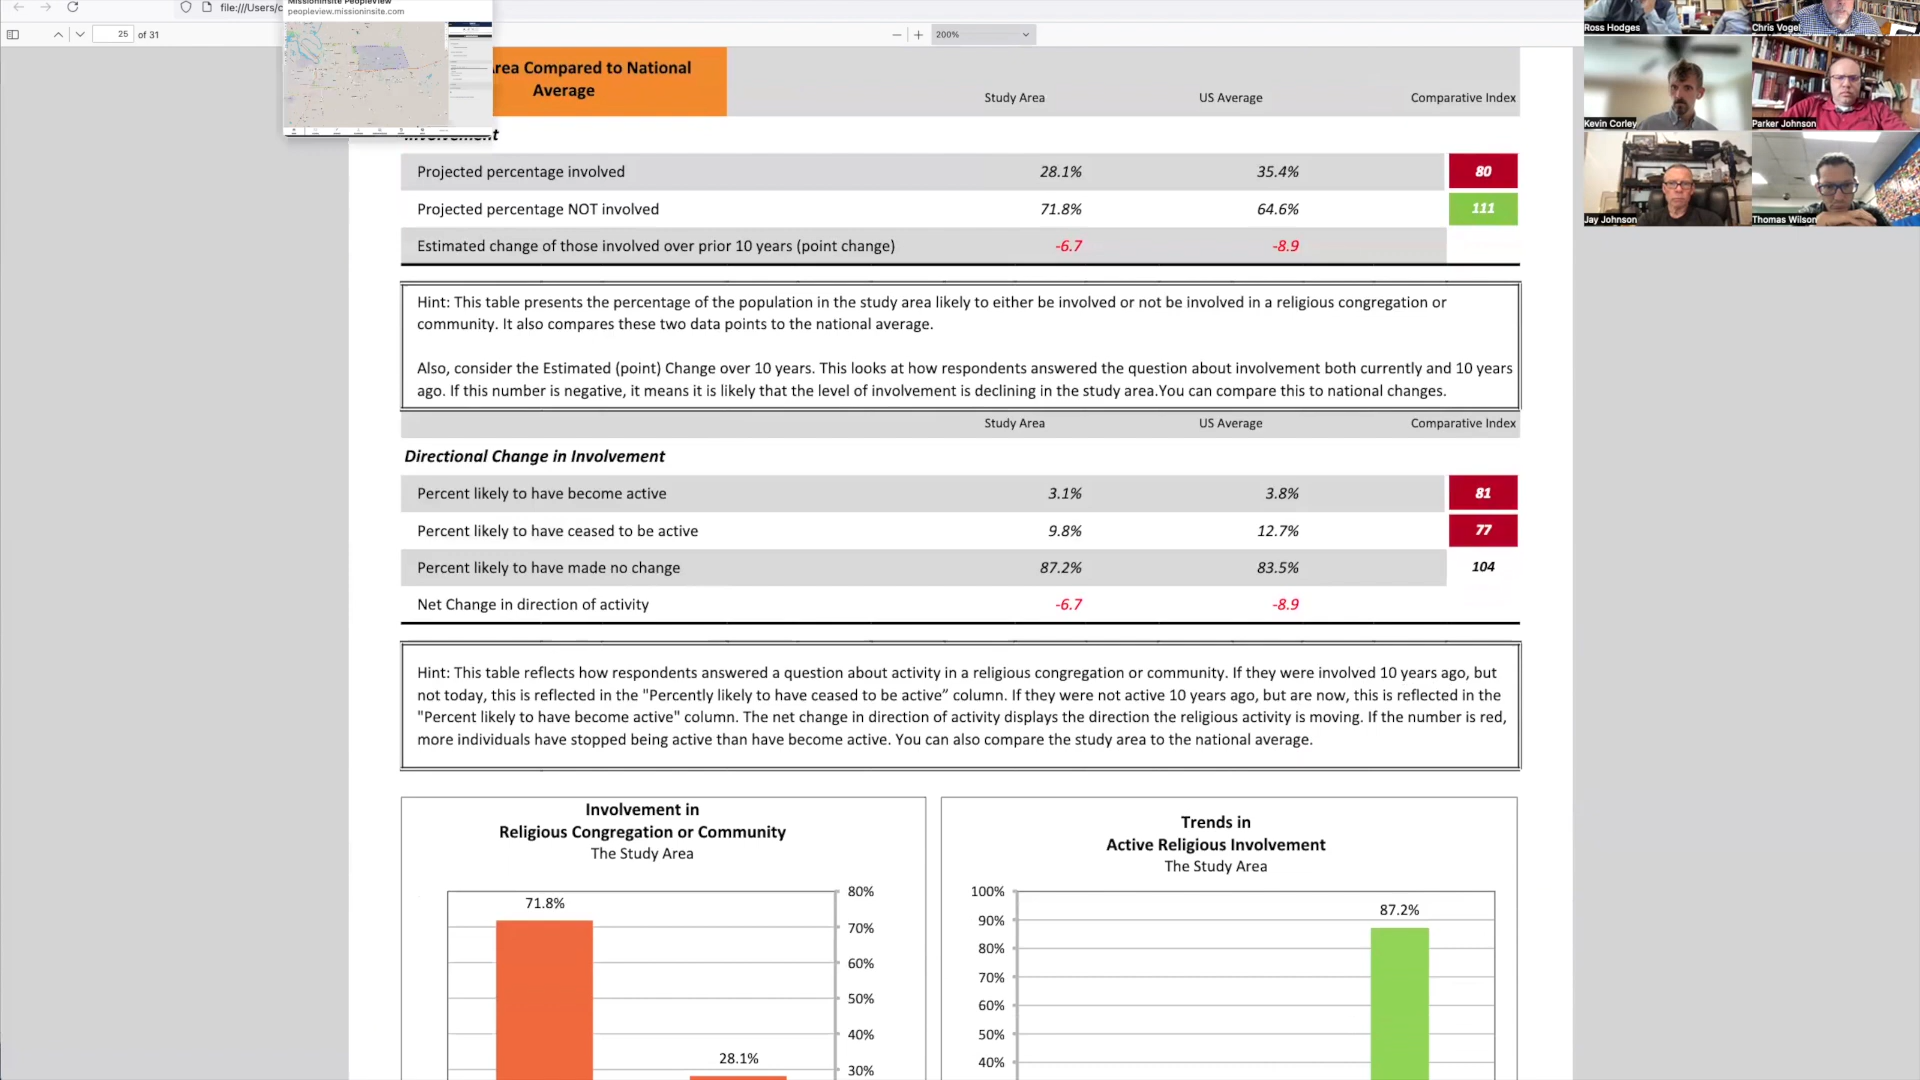 MissionInsite PeopleView
peopleview.missioninsite.com
file:///Users/c
25 of 31
200%
Ross Hodges
Chris Vogel
Kevin Corley
Parker Johnson
Jay Johnson
Thomas Wilson
rea Compared to National
Average
Study Area US Average Comparative Index
Involvement
Projected percentage involved 28.1% 35.4% 80
Projected percentage NOT involved 71.8% 64.6% 111
Estimated change of those involved over prior 10 years (point change) -6.7 -8.9
Hint: This table presents the percentage of the population in the study area likely to either be involved or not be involved in a religious congregation or
community. It also compares these two data points to the national average.
Also, consider the Estimated (point) Change over 10 years. This looks at how respondents answered the question about involvement both currently and 10 years
ago. If this number is negative, it means it is likely that the level of involvement is declining in the study area.You can compare this to national changes.
Study Area US Average Comparative Index
Directional Change in Involvement
Percent likely to have become active 3.1% 3.8% 81
Percent likely to have ceased to be active 9.8% 12.7% 77
Percent likely to have made no change 87.2% 83.5% 104
Net Change in direction of activity -6.7 -8.9
Hint: This table reflects how respondents answered a question about activity in a religious congregation or community. If they were involved 10 years ago, but
not today, this is reflected in the "Percently likely to have ceased to be active” column. If they were not active 10 years ago, but are now, this is reflected in the
"Percent likely to have become active" column. The net change in direction of activity displays the direction the religious activity is moving. If the number is red,
more individuals have stopped being active than have become active. You can also compare the study area to the national average.
Involvement in
Religious Congregation or Community
The Study Area
71.8%
28.1%
80%
70%
60%
50%
40%
30%
Trends in
Active Religious Involvement
The Study Area
100%
90%
80%
70%
60%
50%
40%
87.2%